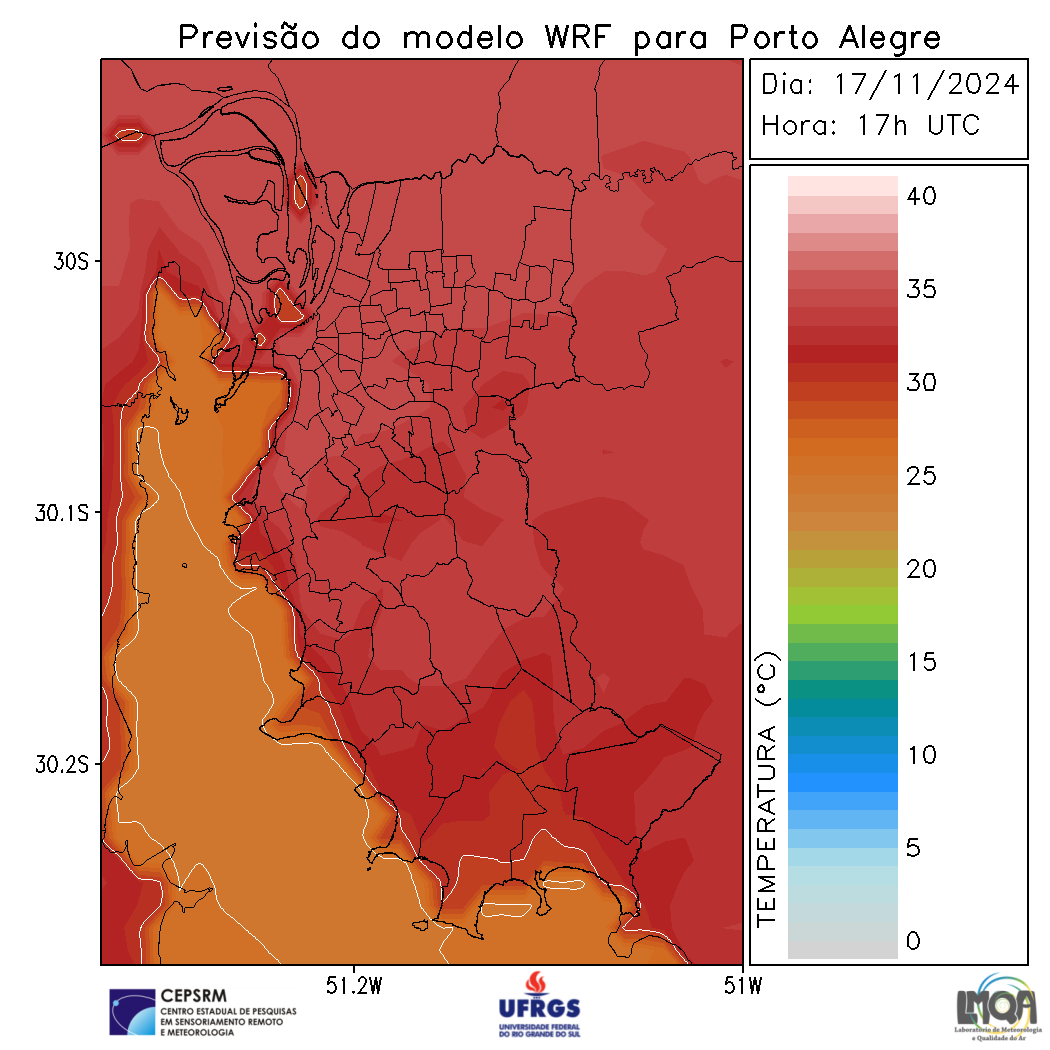 Previsão do modelo WRF para Porto Alegre
Dia: 17/11/2024
Hora: 17h UTC
40
35
30
25
20
15
10
5
0
TEMPERATURA (°C)
30S
30.1S
30.2S
51.2W
51W
CEPSRM
CENTRO ESTADUAL DE PESQUISAS
EM SENSORIAMENTO REMOTO
E METEOROLOGIA
UFRGS
UNIVERSIDADE FEDERAL
DO RIO GRANDE DO SUL
LMQA
Laboratório de Meteorologia
e Qualidade do Ar